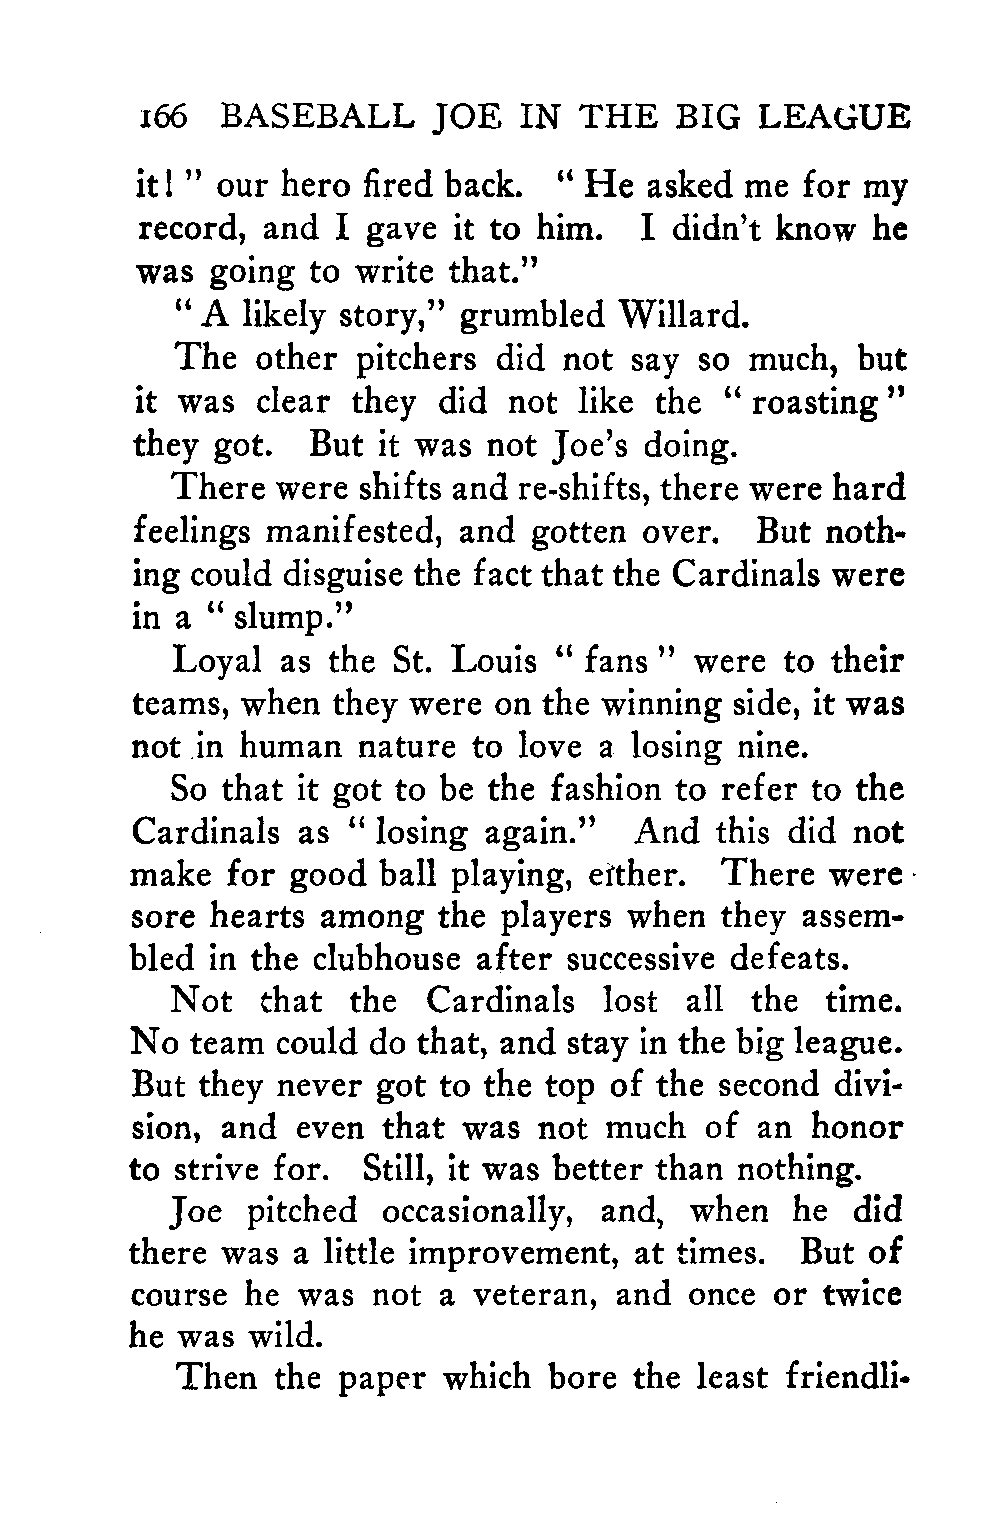 166 BASEBALL JOE IN THE BIG LEAGUE
it! " our hero fired back. " He asked me for my
record, and I gave it to him. I didn't know he
was going to write that."
" A likely story," grumbled Willard.
The other pitchers did not say so much, but
it was clear they did not like the " roasting "
they got. But it was not Joe's doing.
There were shifts and re-shifts, there were hard
feelings manifested, and gotten over. But noth-
ing could disguise the fact that the Cardinals were
in a " slump."
Loyal as the St. Louis " fans " were to their
teams, when they were on the winning side, it was
not in human nature to love a losing nine.
So that it got to be the fashion to refer to the
Cardinals as " losing again." And this did not
make for good ball playing, either. There were
sore hearts among the players when they assem-
bled in the clubhouse after successive defeats.
Not that the Cardinals lost all the time.
No team could do that, and stay in the big league.
But they never got to the top of the second divi-
sion, and even that was not much of an honor
to strive for. Still, it was better than nothing.
Joe pitched occasionally, and, when he did
there was a little improvement, at times. But of
course he was not a veteran, and once or twice
he was wild.
Then the paper which bore the least friendli-